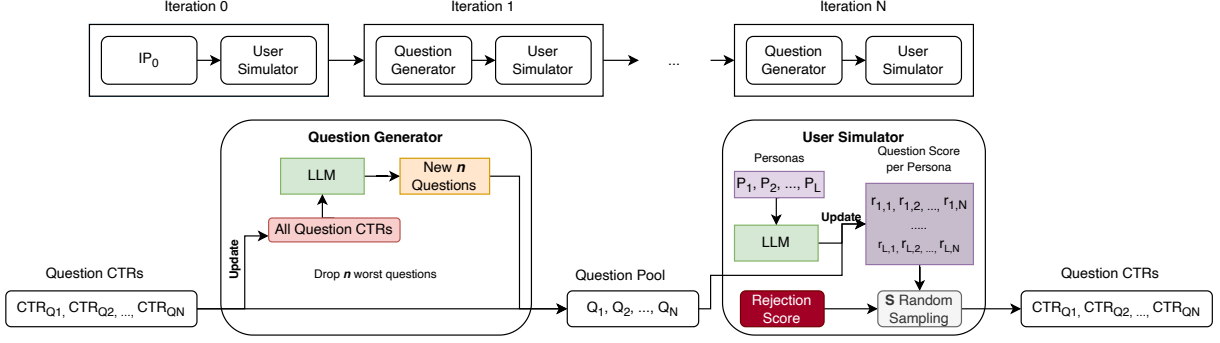 Iteration 0
Iteration 1
Iteration N
IP0
User
Simulator
Question
Generator
User
Simulator
...
Question
Generator
User
Simulator
Question Generator
LLM
New n
Questions
All Question CTRs
Update
Drop n worst questions
Question CTRs
CTRQ1, CTRQ2, ..., CTRQN
Question Pool
Q1, Q2, ..., QN
User Simulator
Personas
P1, P2, ..., PL
LLM
Update
Question Score
per Persona
r1,1, r1,2, ..., r1,N
.....
rL,1, rL,2, ..., rL,N
Rejection
Score
S Random
Sampling
Question CTRs
CTRQ1, CTRQ2, ..., CTRQN